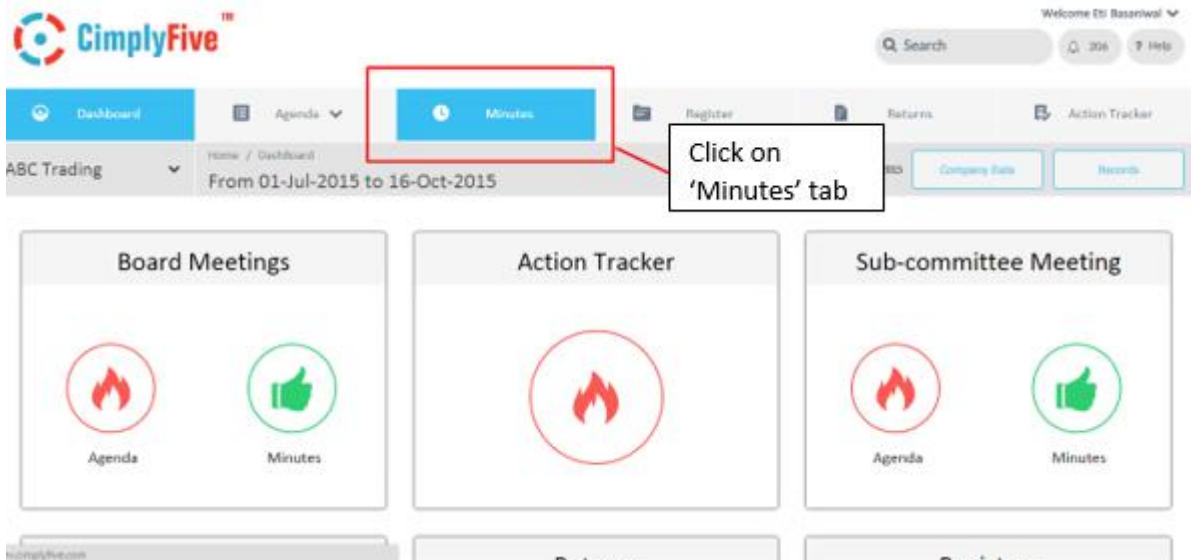 CimplyFive™
Welcome Eti Basaniwal
Search
206
? Help
Dashboard
Agenda
Minutes
Register
Returns
Action Tracker
ABC Trading
Home / Dashboard
From 01-Jul-2015 to 16-Oct-2015
Company Data
Records
Click on
‘Minutes’ tab
Board Meetings
Action Tracker
Sub-committee Meeting
Agenda
Minutes
Agenda
Minutes